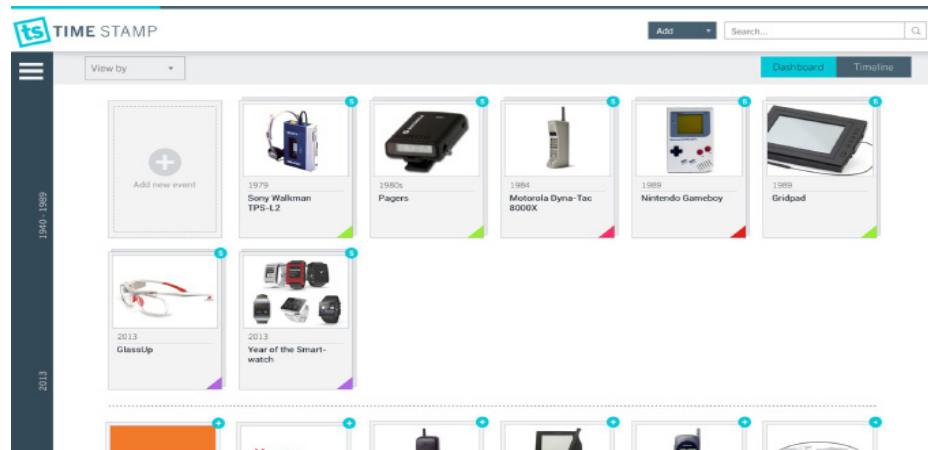 ts TIME STAMP
Add
Search...
View by
Dashboard Timeline
1940 - 1989
Add new event
1979
Sony Walkman
TPS-L2
1980s
Pagers
1984
Motorola Dyna-Tac
8000X
1989
Nintendo Gameboy
1989
Gridpad
2013
2013
GlassUp
2013
Year of the Smart-
watch